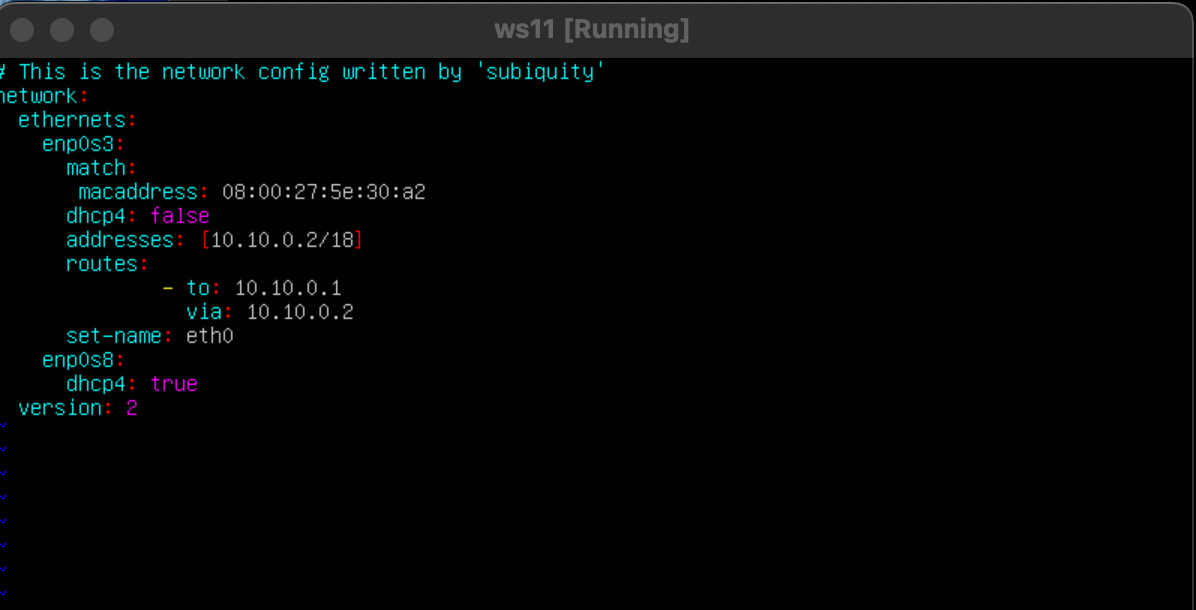 ws11 [Running]
# This is the network config written by 'subiquity'
network:
  ethernets:
    enp0s3:
      match:
       macaddress: 08:00:27:5e:30:a2
      dhcp4: false
      addresses: [10.10.0.2/18]
      routes:
              - to: 10.10.0.1
                via: 10.10.0.2
      set-name: eth0
    enp0s8:
      dhcp4: true
  version: 2
~
~
~
~
~
~
~
~